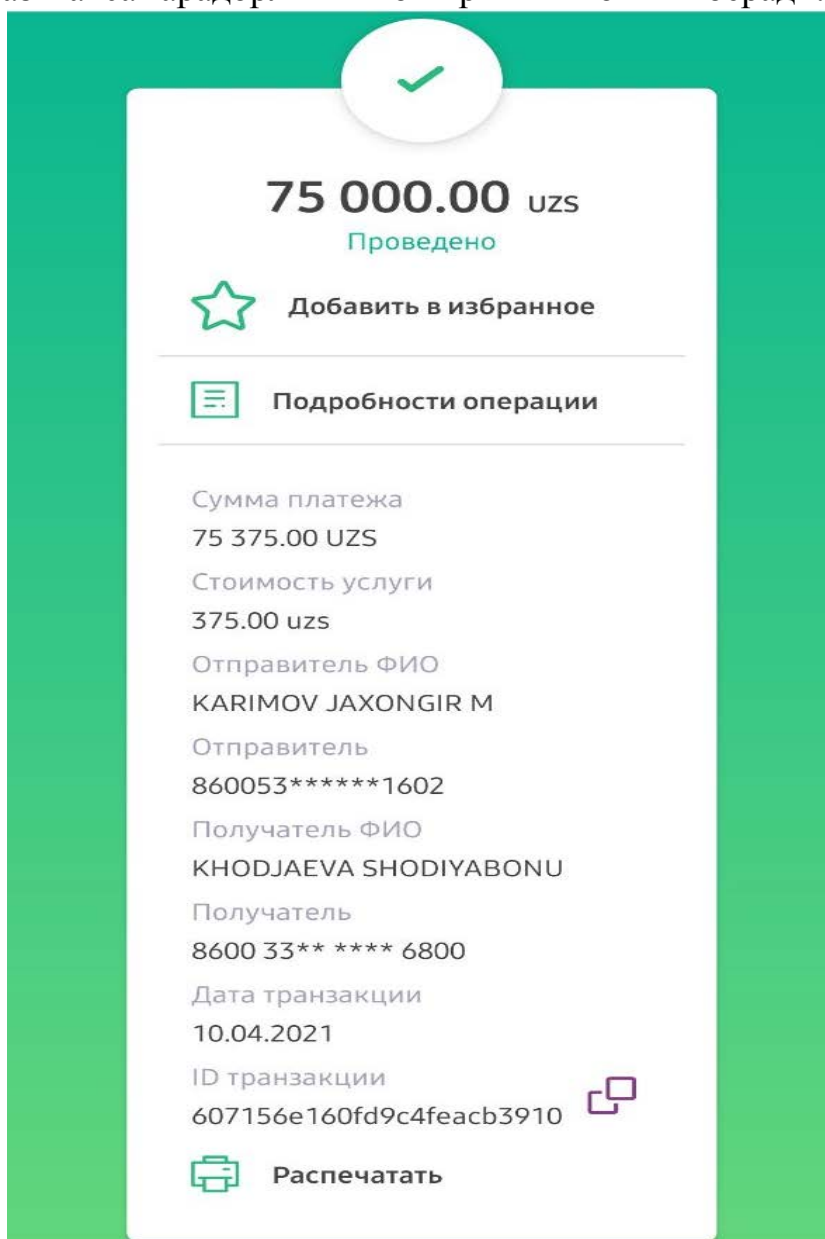 75 000.00 UZS
Проведено
Добавить в избранное
Подробности операции
Сумма платежа
75 375.00 UZS
Стоимость услуги
375.00 uzs
Отправитель ФИО
KARIMOV JAXONGIR M
Отправитель
860053******1602
Получатель ФИО
KHODJAEVA SHODIYABONU
Получатель
8600 33** **** 6800
Дата транзакции
10.04.2021
ID транзакции
607156e160fd9c4feacb3910
Распечатать